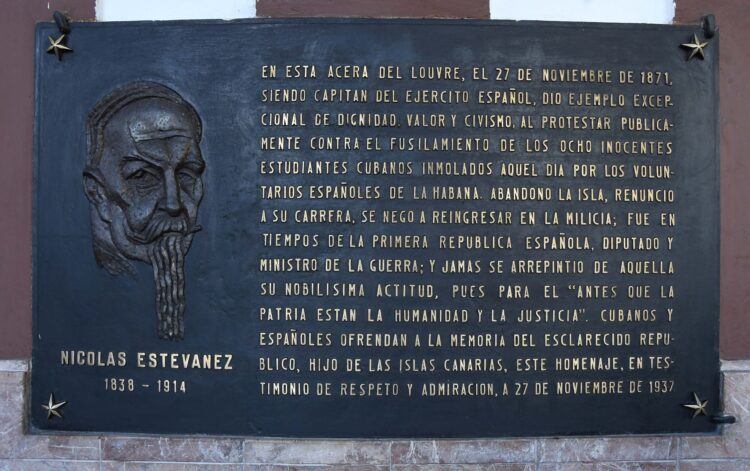 EN ESTA ACERA DEL LOUVRE, EL 27 DE NOVIEMBRE DE 1871,
SIENDO CAPITAN DEL EJERCITO ESPAÑOL, DIO EJEMPLO EXCEP-
CIONAL DE DIGNIDAD, VALOR Y CIVISMO, AL PROTESTAR PUBLICA-
MENTE CONTRA EL FUSILAMIENTO DE LOS OCHO INOCENTES
ESTUDIANTES CUBANOS INMOLADOS AQUEL DIA POR LOS VOLUN-
TARIOS ESPAÑOLES DE LA HABANA. ABANDONO LA ISLA, RENUNCIO
A SU CARRERA, SE NEGO A REINGRESAR EN LA MILICIA; FUE EN
TIEMPOS DE LA PRIMERA REPUBLICA ESPAÑOLA, DIPUTADO Y
MINISTRO DE LA GUERRA; Y JAMAS SE ARREPINTIO DE AQUELLA
SU NOBILISIMA ACTITUD, PUES PARA EL "ANTES QUE LA
PATRIA ESTAN LA HUMANIDAD Y LA JUSTICIA". CUBANOS Y
ESPAÑOLES OFRENDAN A LA MEMORIA DEL ESCLARECIDO REPU-
BLICO, HIJO DE LAS ISLAS CANARIAS, ESTE HOMENAJE, EN TES-
TIMONIO DE RESPETO Y ADMIRACION, A 27 DE NOVIEMBRE DE 1937
NICOLAS ESTEVANEZ
1838 - 1914